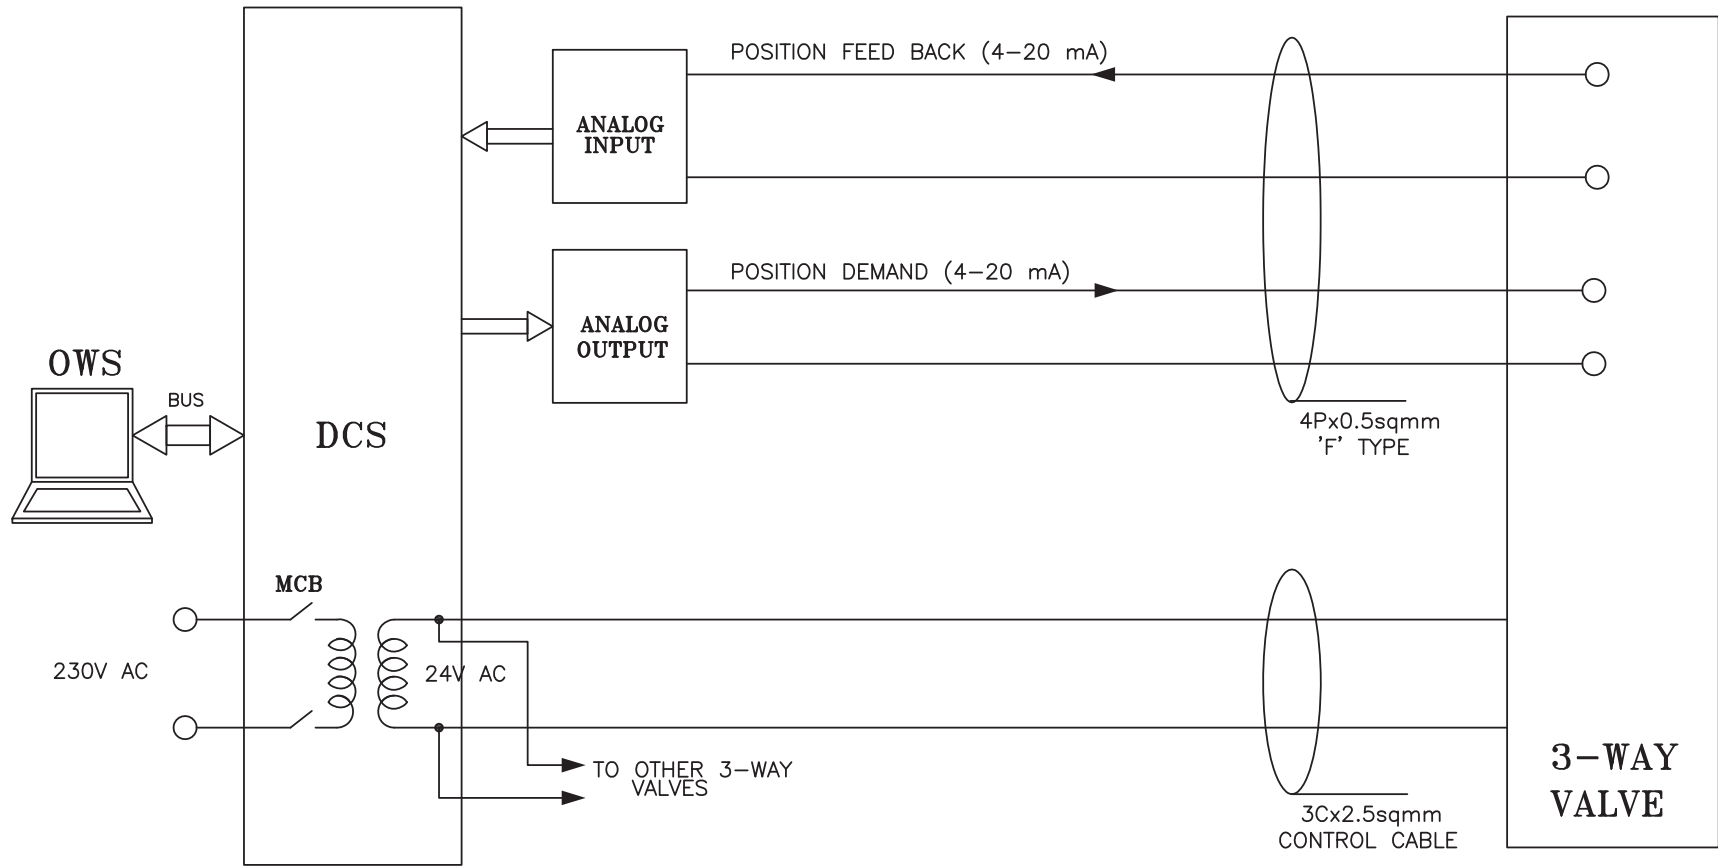 POSITION FEED BACK (4-20 mA)
ANALOG
INPUT
POSITION DEMAND (4-20 mA)
ANALOG
OUTPUT
OWS
BUS
DCS
4Px0.5sqmm
'F' TYPE
MCB
230V AC
24V AC
TO OTHER 3-WAY
VALVES
3-WAY
VALVE
3Cx2.5sqmm
CONTROL CABLE